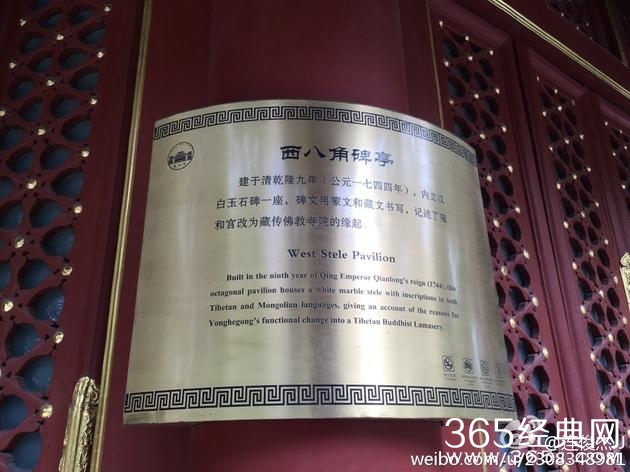 西八角碑亭
建于清乾隆九年（公元一七四四年），内立汉
白玉石碑一座，碑文用蒙文和藏文书写，记述了雍
和宫改为藏传佛教寺院的缘起。
West Stele Pavilion
Built in the ninth year of Qing Emperor Qianlong's reign (1744), this
octagonal pavilion houses a white marble stele with inscriptions in both
Tibetan and Mongolian languages, giving an account of the reasons for
Yonghegong's functional change into a Tibetan Buddhist Lamasery.
365经典网
weibo.com/u/2308348981